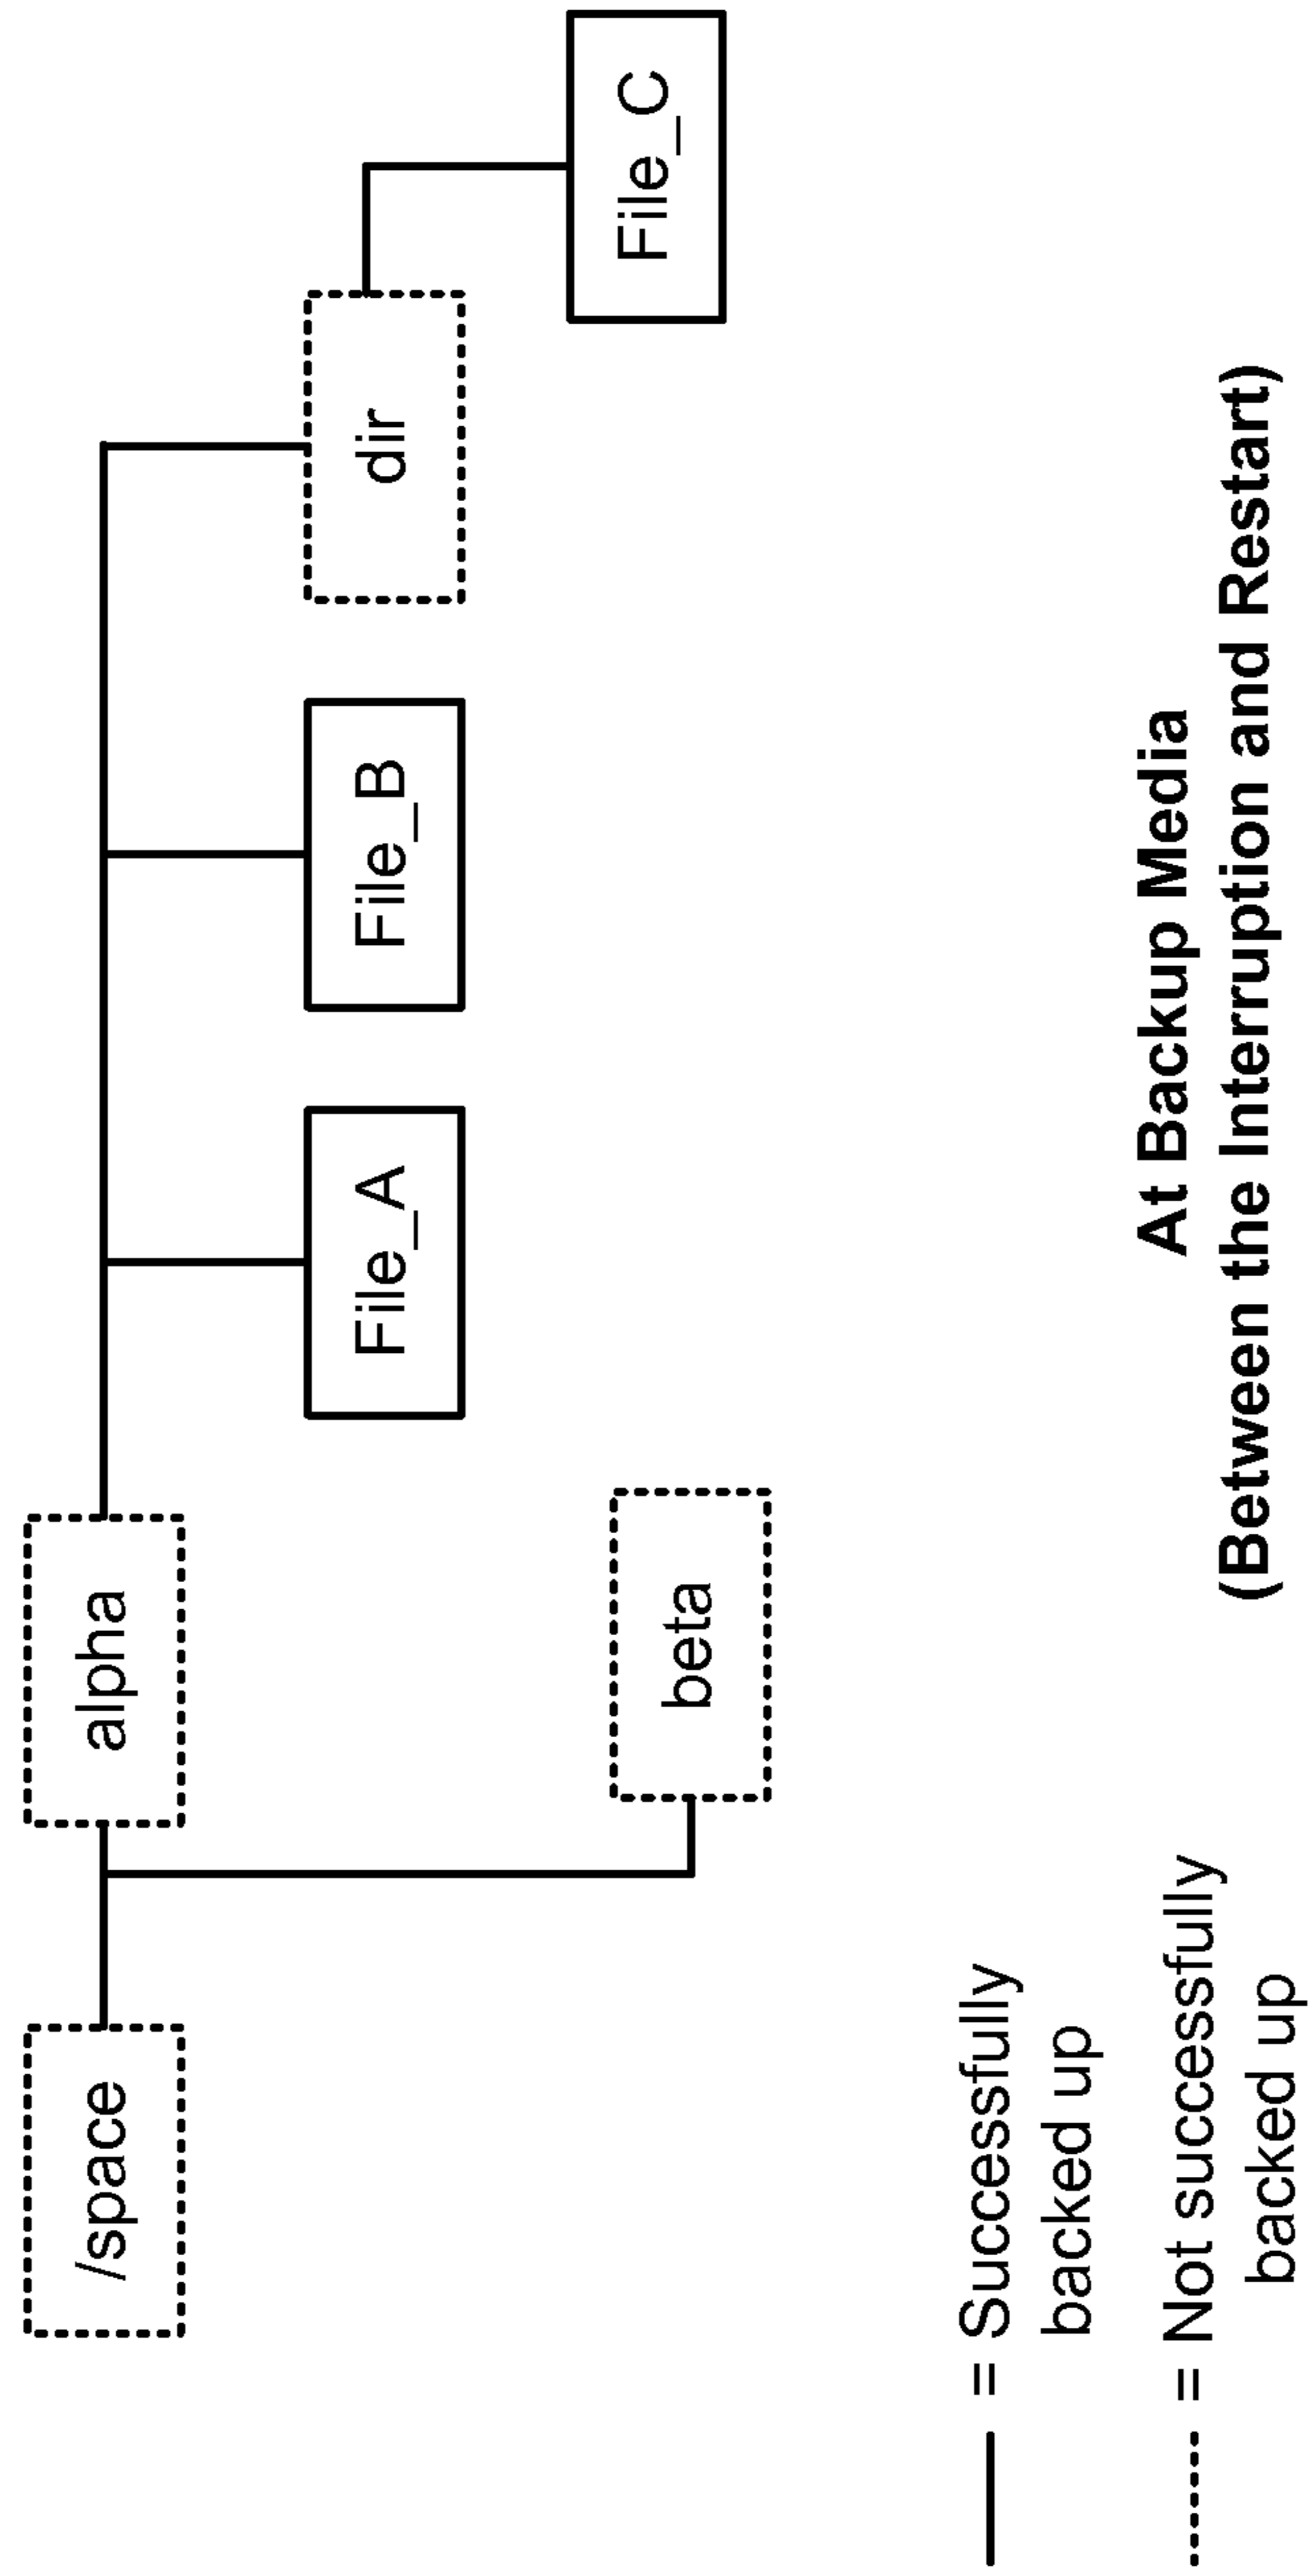 /space
alpha
File_A
File_B
dir
File_C
beta
= Successfully
backed up
= Not successfully
backed up
At Backup Media
(Between the Interruption and Restart)